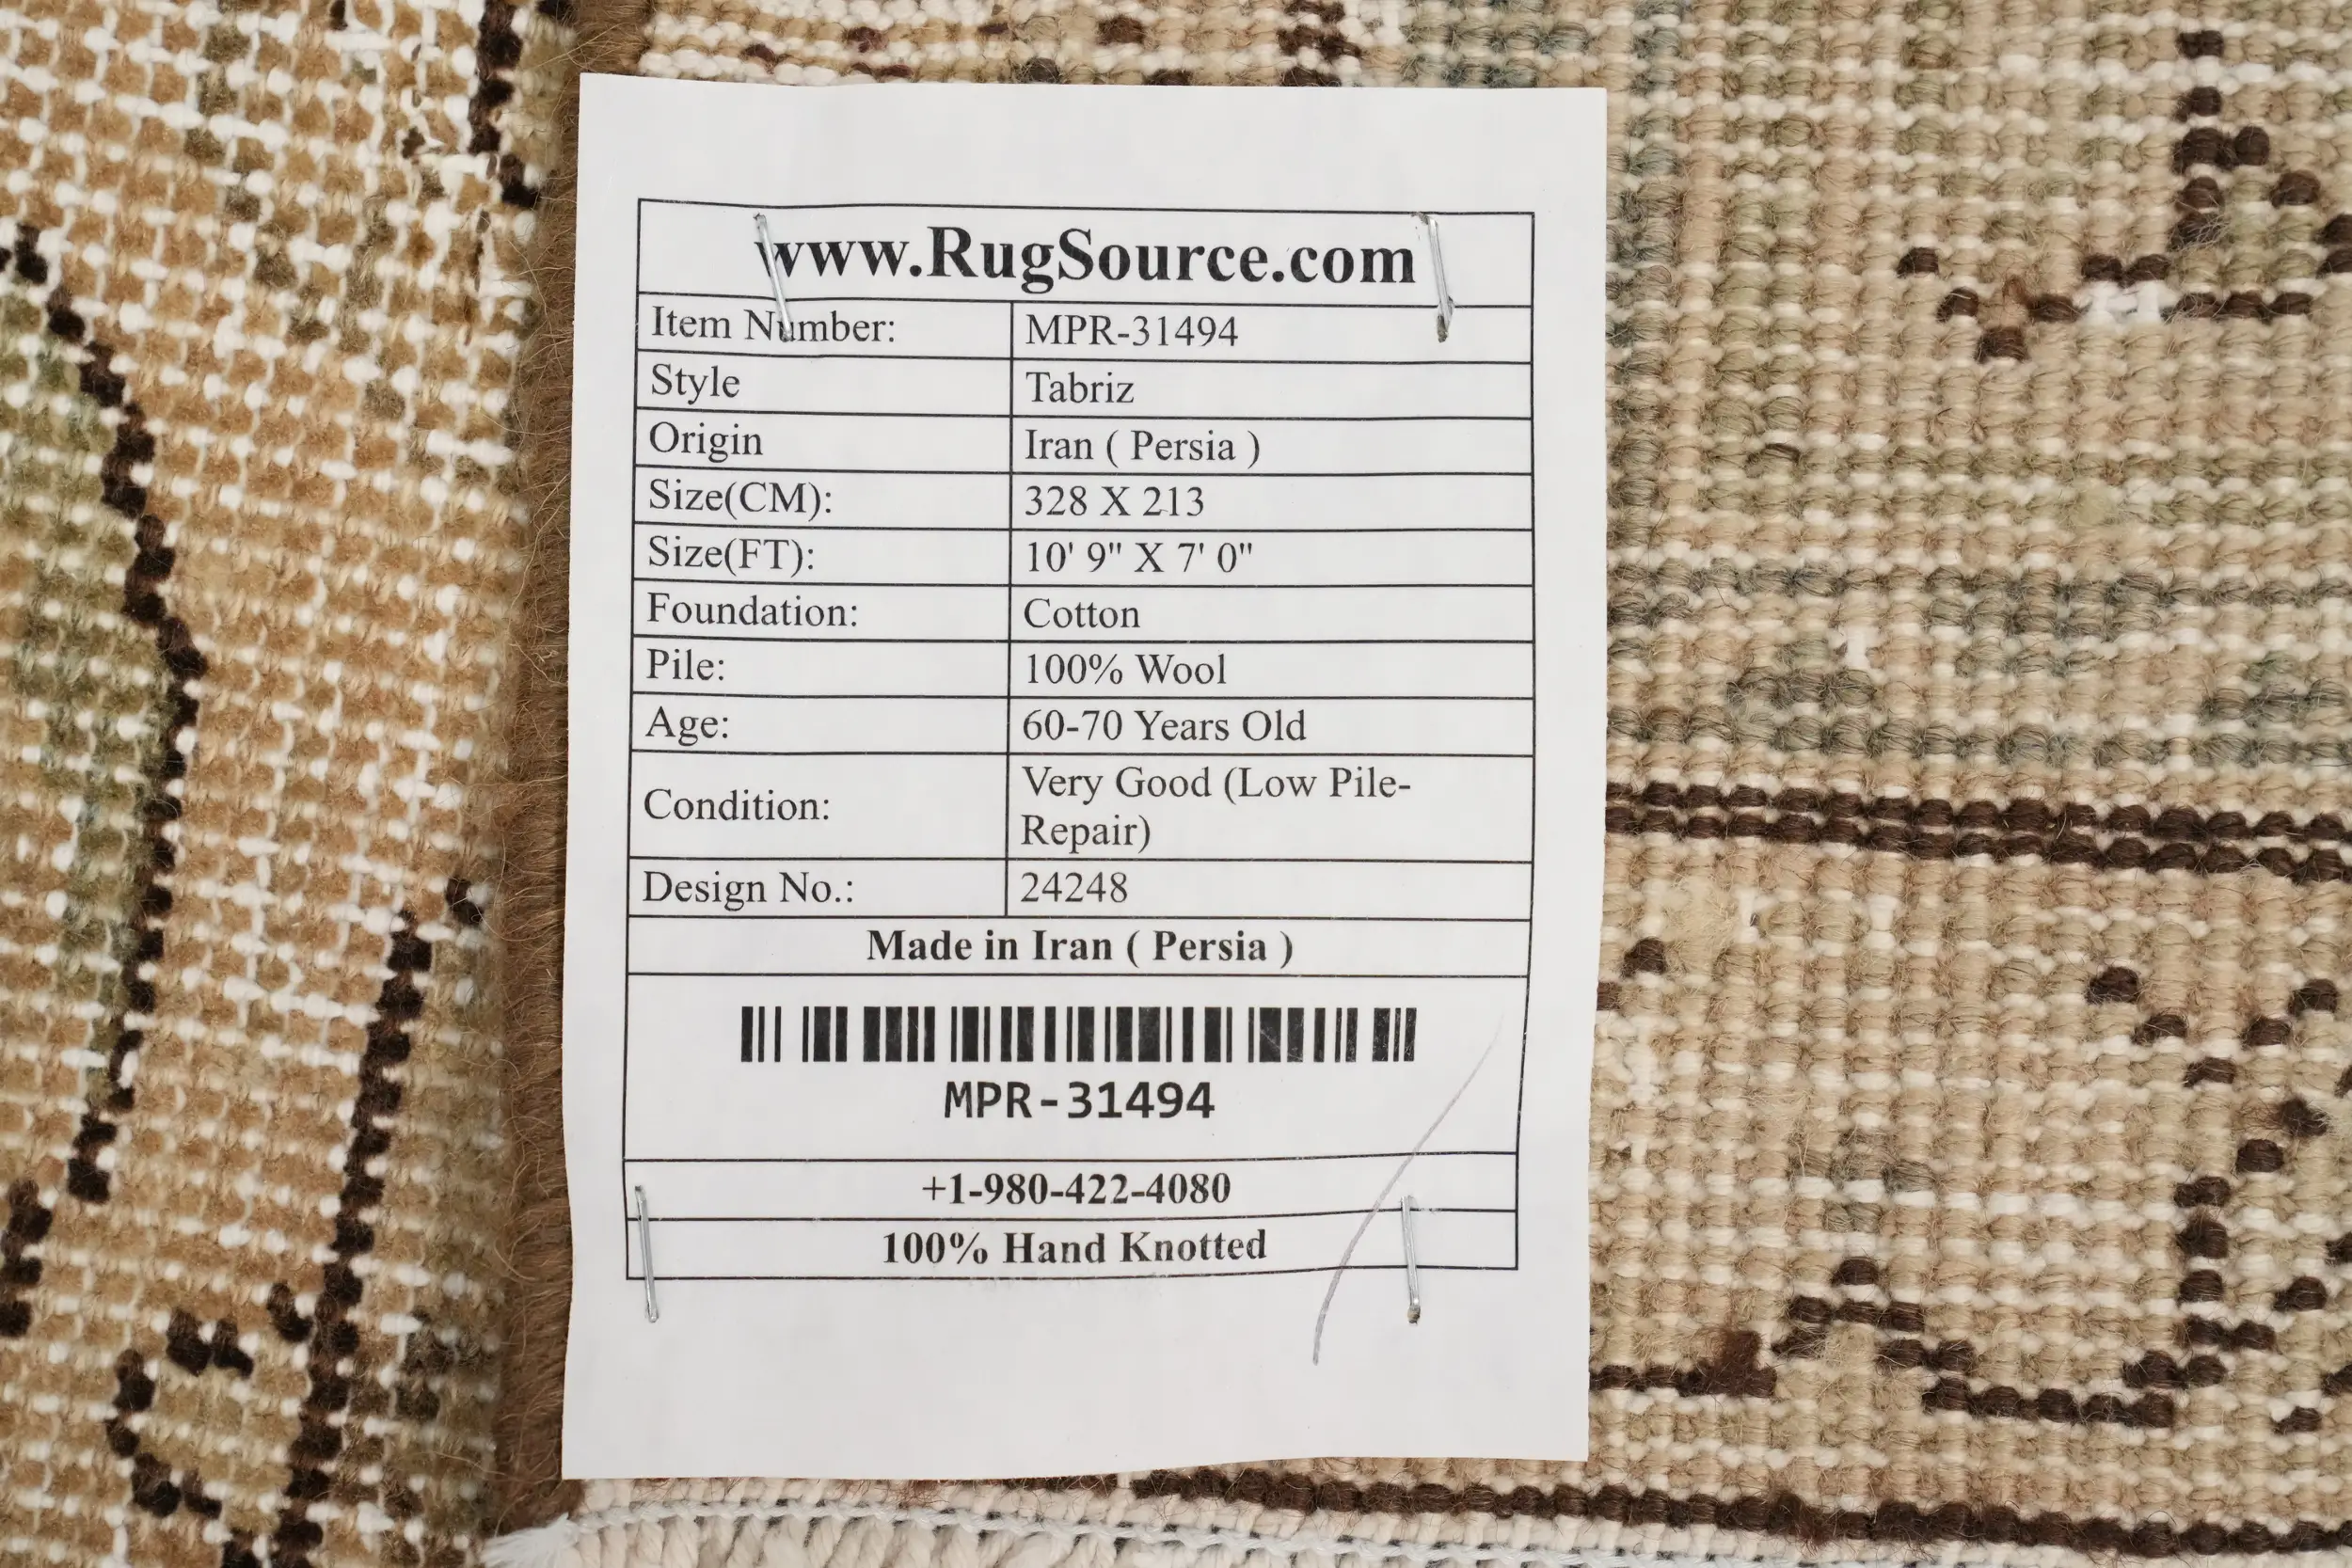 www.RugSource.com
Item Number: MPR-31494
Style Tabriz
Origin Iran ( Persia )
Size(CM): 328 X 213
Size(FT): 10' 9" X 7' 0"
Foundation: Cotton
Pile: 100% Wool
Age: 60-70 Years Old
Condition: Very Good (Low Pile-
Repair)
Design No.: 24248
Made in Iran ( Persia )
MPR-31494
+1-980-422-4080
100% Hand Knotted